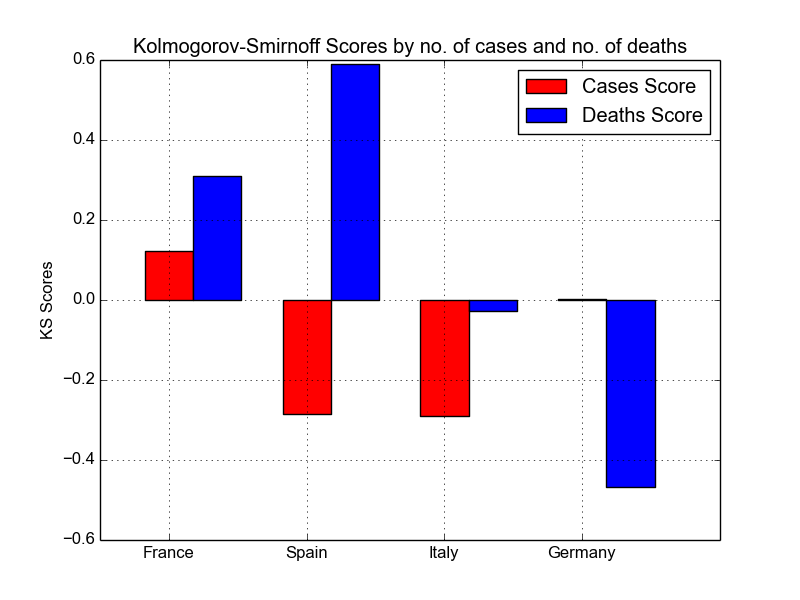 Kolmogorov-Smirnoff Scores by no. of cases and no. of deaths
Cases Score
Deaths Score
KS Scores
0.6
0.4
0.2
0.0
−0.2
−0.4
−0.6
France
Spain
Italy
Germany